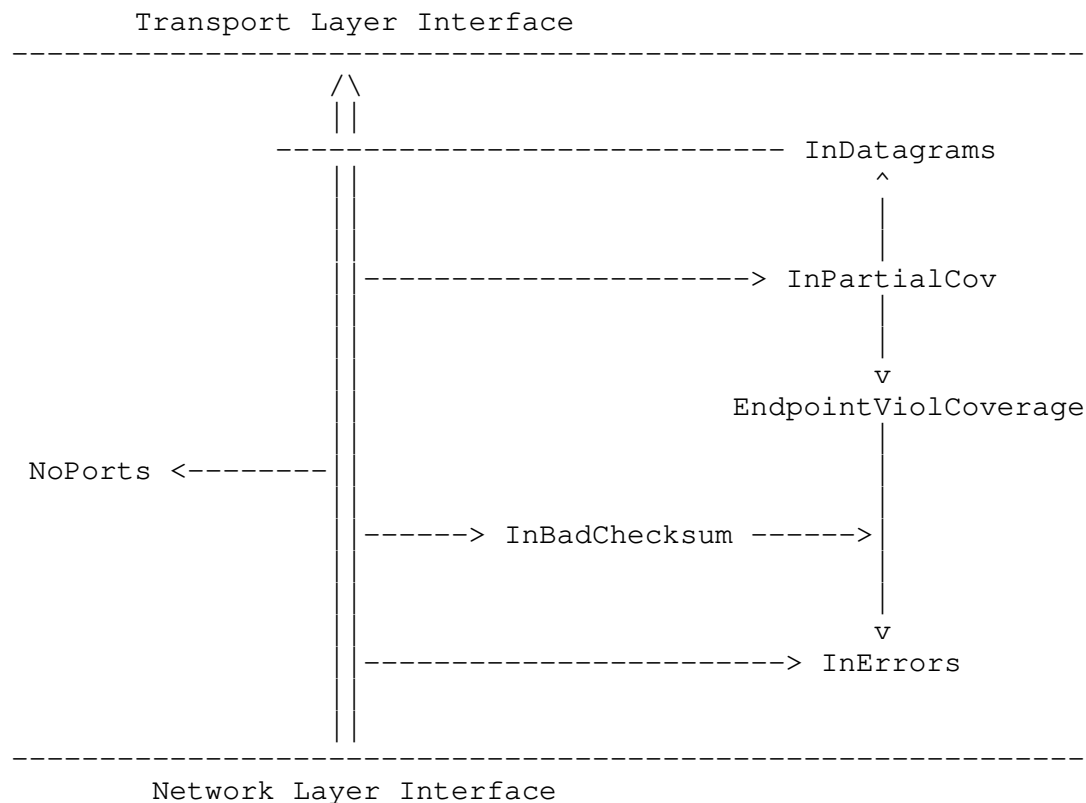 Transport Layer Interface
InDatagrams
InPartialCov
EndpointViolCoverage
NoPorts
InBadChecksum
InErrors
Network Layer Interface